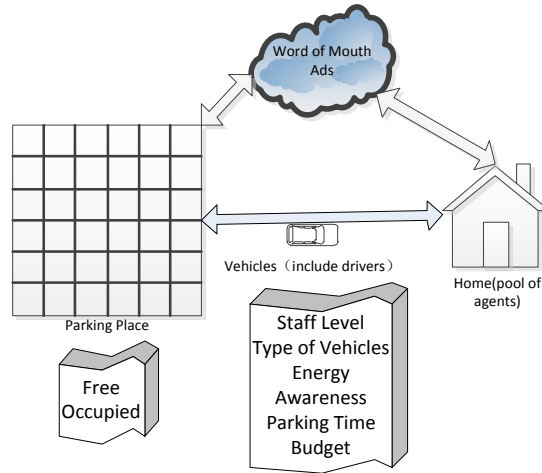 Word of Mouth
Ads
Vehicles（include drivers）
Home(pool of
agents)
Parking Place
Free
Occupied
Staff Level
Type of Vehicles
Energy
Awareness
Parking Time
Budget